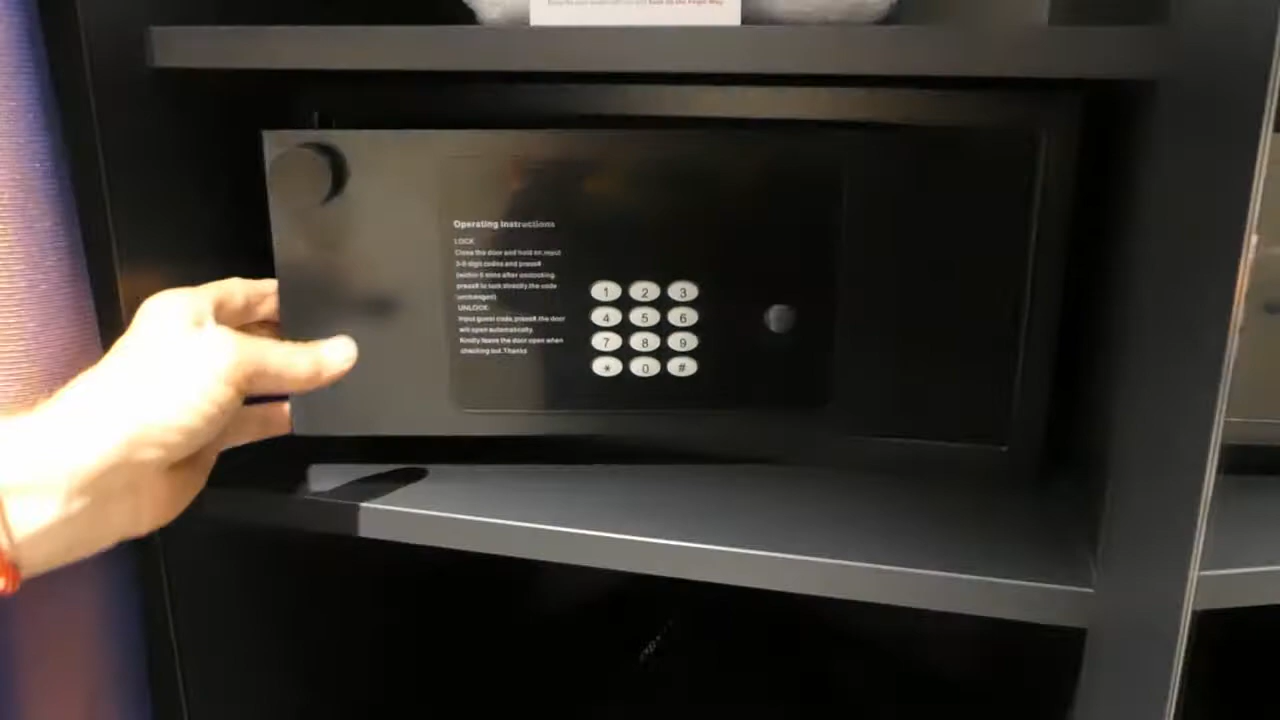 Operating Instructions
LOCK
Close the door and hold on,input
3-8 digit codes and press#
(within 5 mins after unlocking,
press# to lock directly,the code
unchanged)
UNLOCK:
Input guest code,press#,the door
will open automatically.
Kindly leave the door open when
checking out.Thanks
1 2 3
4 5 6
7 8 9
* 0 #